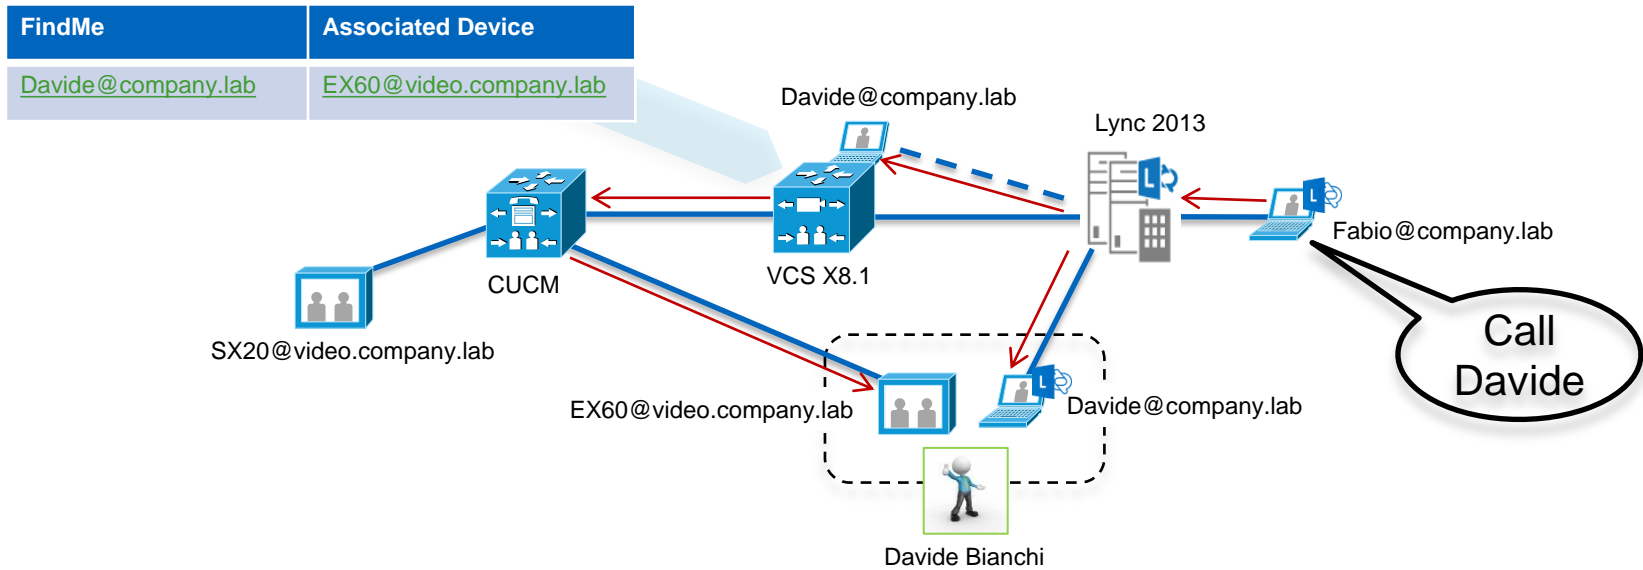 FindMe Associated Device
Davide@company.lab EX60@video.company.lab
Davide@company.lab
Lync 2013
L
L
Fabio@company.lab
VCS X8.1
CUCM
SX20@video.company.lab
Call
Davide
L
EX60@video.company.lab
Davide@company.lab
Davide Bianchi